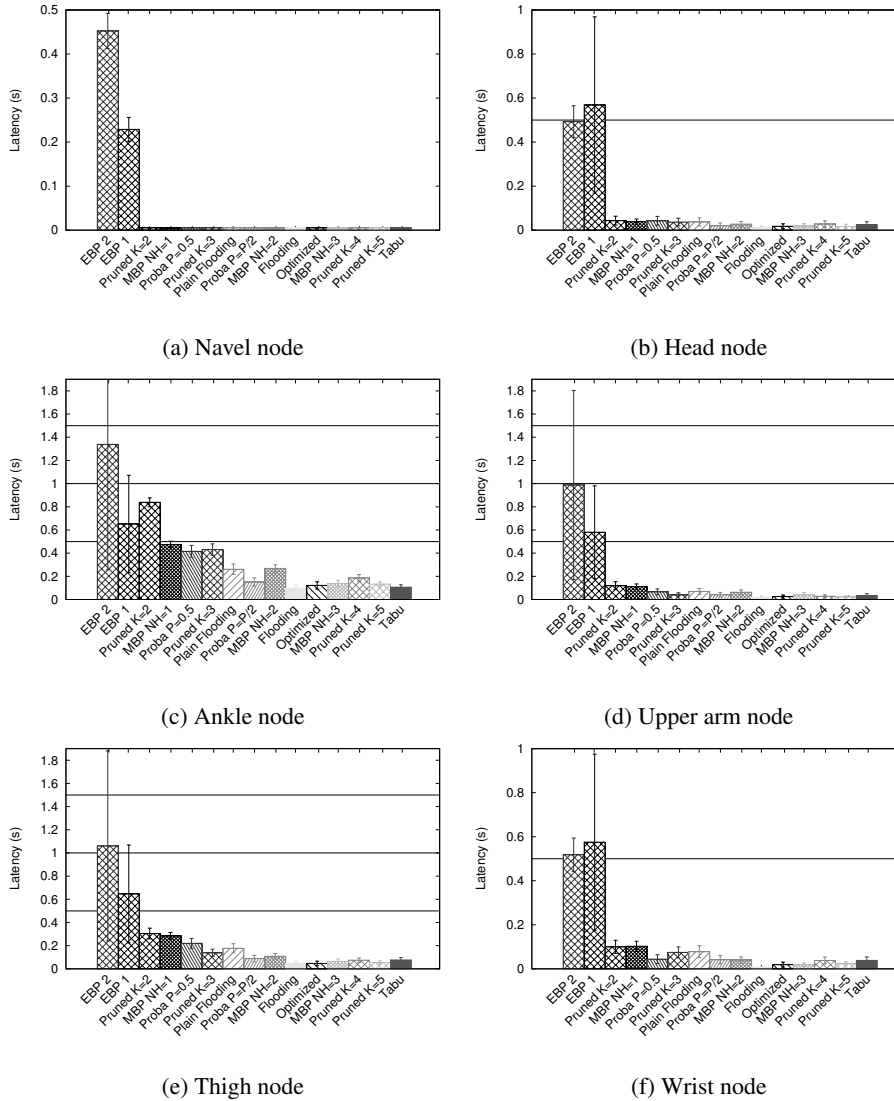 0.5
0.4
0.3
0.2
0.1
0
Latency (s)
EBP 2
EBP 1
Pruned K=2
MBP NH=1
Proba P=0.5
Pruned K=3
Plain Flooding
Proba P=P/2
MBP NH=2
Flooding
Optimized
MBP NH=3
Pruned K=4
Pruned K=5
Tabu
(a) Navel node
1
0.8
0.6
0.4
0.2
0
Latency (s)
EBP 2
EBP 1
Pruned K=2
MBP NH=1
Proba P=0.5
Pruned K=3
Plain Flooding
Proba P=P/2
MBP NH=2
Flooding
Optimized
MBP NH=3
Pruned K=4
Pruned K=5
Tabu
(b) Head node
1.8
1.6
1.4
1.2
1
0.8
0.6
0.4
0.2
0
Latency (s)
EBP 2
EBP 1
Pruned K=2
MBP NH=1
Proba P=0.5
Pruned K=3
Plain Flooding
Proba P=P/2
MBP NH=2
Flooding
Optimized
MBP NH=3
Pruned K=4
Pruned K=5
Tabu
(c) Ankle node
1.8
1.6
1.4
1.2
1
0.8
0.6
0.4
0.2
0
Latency (s)
EBP 2
EBP 1
Pruned K=2
MBP NH=1
Proba P=0.5
Pruned K=3
Plain Flooding
Proba P=P/2
MBP NH=2
Flooding
Optimized
MBP NH=3
Pruned K=4
Pruned K=5
Tabu
(d) Upper arm node
1.8
1.6
1.4
1.2
1
0.8
0.6
0.4
0.2
0
Latency (s)
EBP 2
EBP 1
Pruned K=2
MBP NH=1
Proba P=0.5
Pruned K=3
Plain Flooding
Proba P=P/2
MBP NH=2
Flooding
Optimized
MBP NH=3
Pruned K=4
Pruned K=5
Tabu
(e) Thigh node
1
0.8
0.6
0.4
0.2
0
Latency (s)
EBP 2
EBP 1
Pruned K=2
MBP NH=1
Proba P=0.5
Pruned K=3
Plain Flooding
Proba P=P/2
MBP NH=2
Flooding
Optimized
MBP NH=3
Pruned K=4
Pruned K=5
Tabu
(f) Wrist node